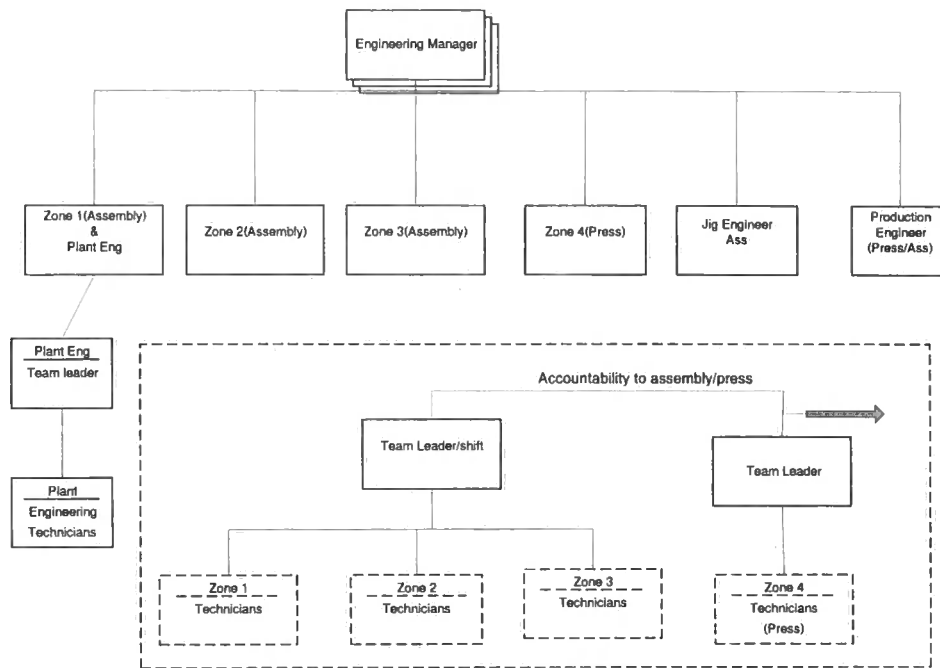 Engineering Manager
Zone 1(Assembly)
&
Plant Eng
Zone 2(Assembly)
Zone 3(Assembly)
Zone 4(Press)
Jig Engineer
Ass
Production
Engineer
(Press/Ass)
Plant Eng
Team leader
Accountability to assembly/press
Team Leader/shift
Team Leader
Plant
Engineering
Technicians
Zone 1
Technicians
Zone 2
Technicians
Zone 3
Technicians
Zone 4
Technicians
(Press)